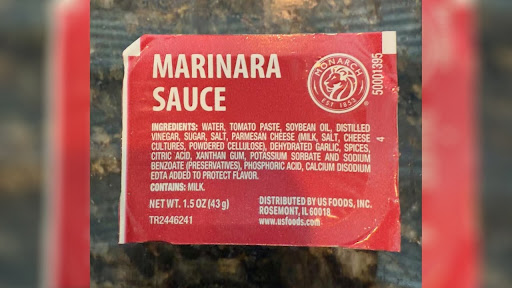 MARINARA
SAUCE
MONARCH
EST 1853
®
50001395
4
INGREDIENTS: WATER, TOMATO PASTE, SOYBEAN OIL, DISTILLED
VINEGAR, SUGAR, SALT, PARMESAN CHEESE (MILK, SALT, CHEESE
CULTURES, POWDERED CELLULOSE), DEHYDRATED GARLIC, SPICES,
CITRIC ACID, XANTHAN GUM, POTASSIUM SORBATE AND SODIUM
BENZOATE (PRESERVATIVES), PHOSPHORIC ACID, CALCIUM DISODIUM
EDTA ADDED TO PROTECT FLAVOR.
CONTAINS: MILK.
NET WT. 1.5 OZ (43 g)
TR2446241
DISTRIBUTED BY US FOODS, INC.
ROSEMONT, IL 60018
www.usfoods.com